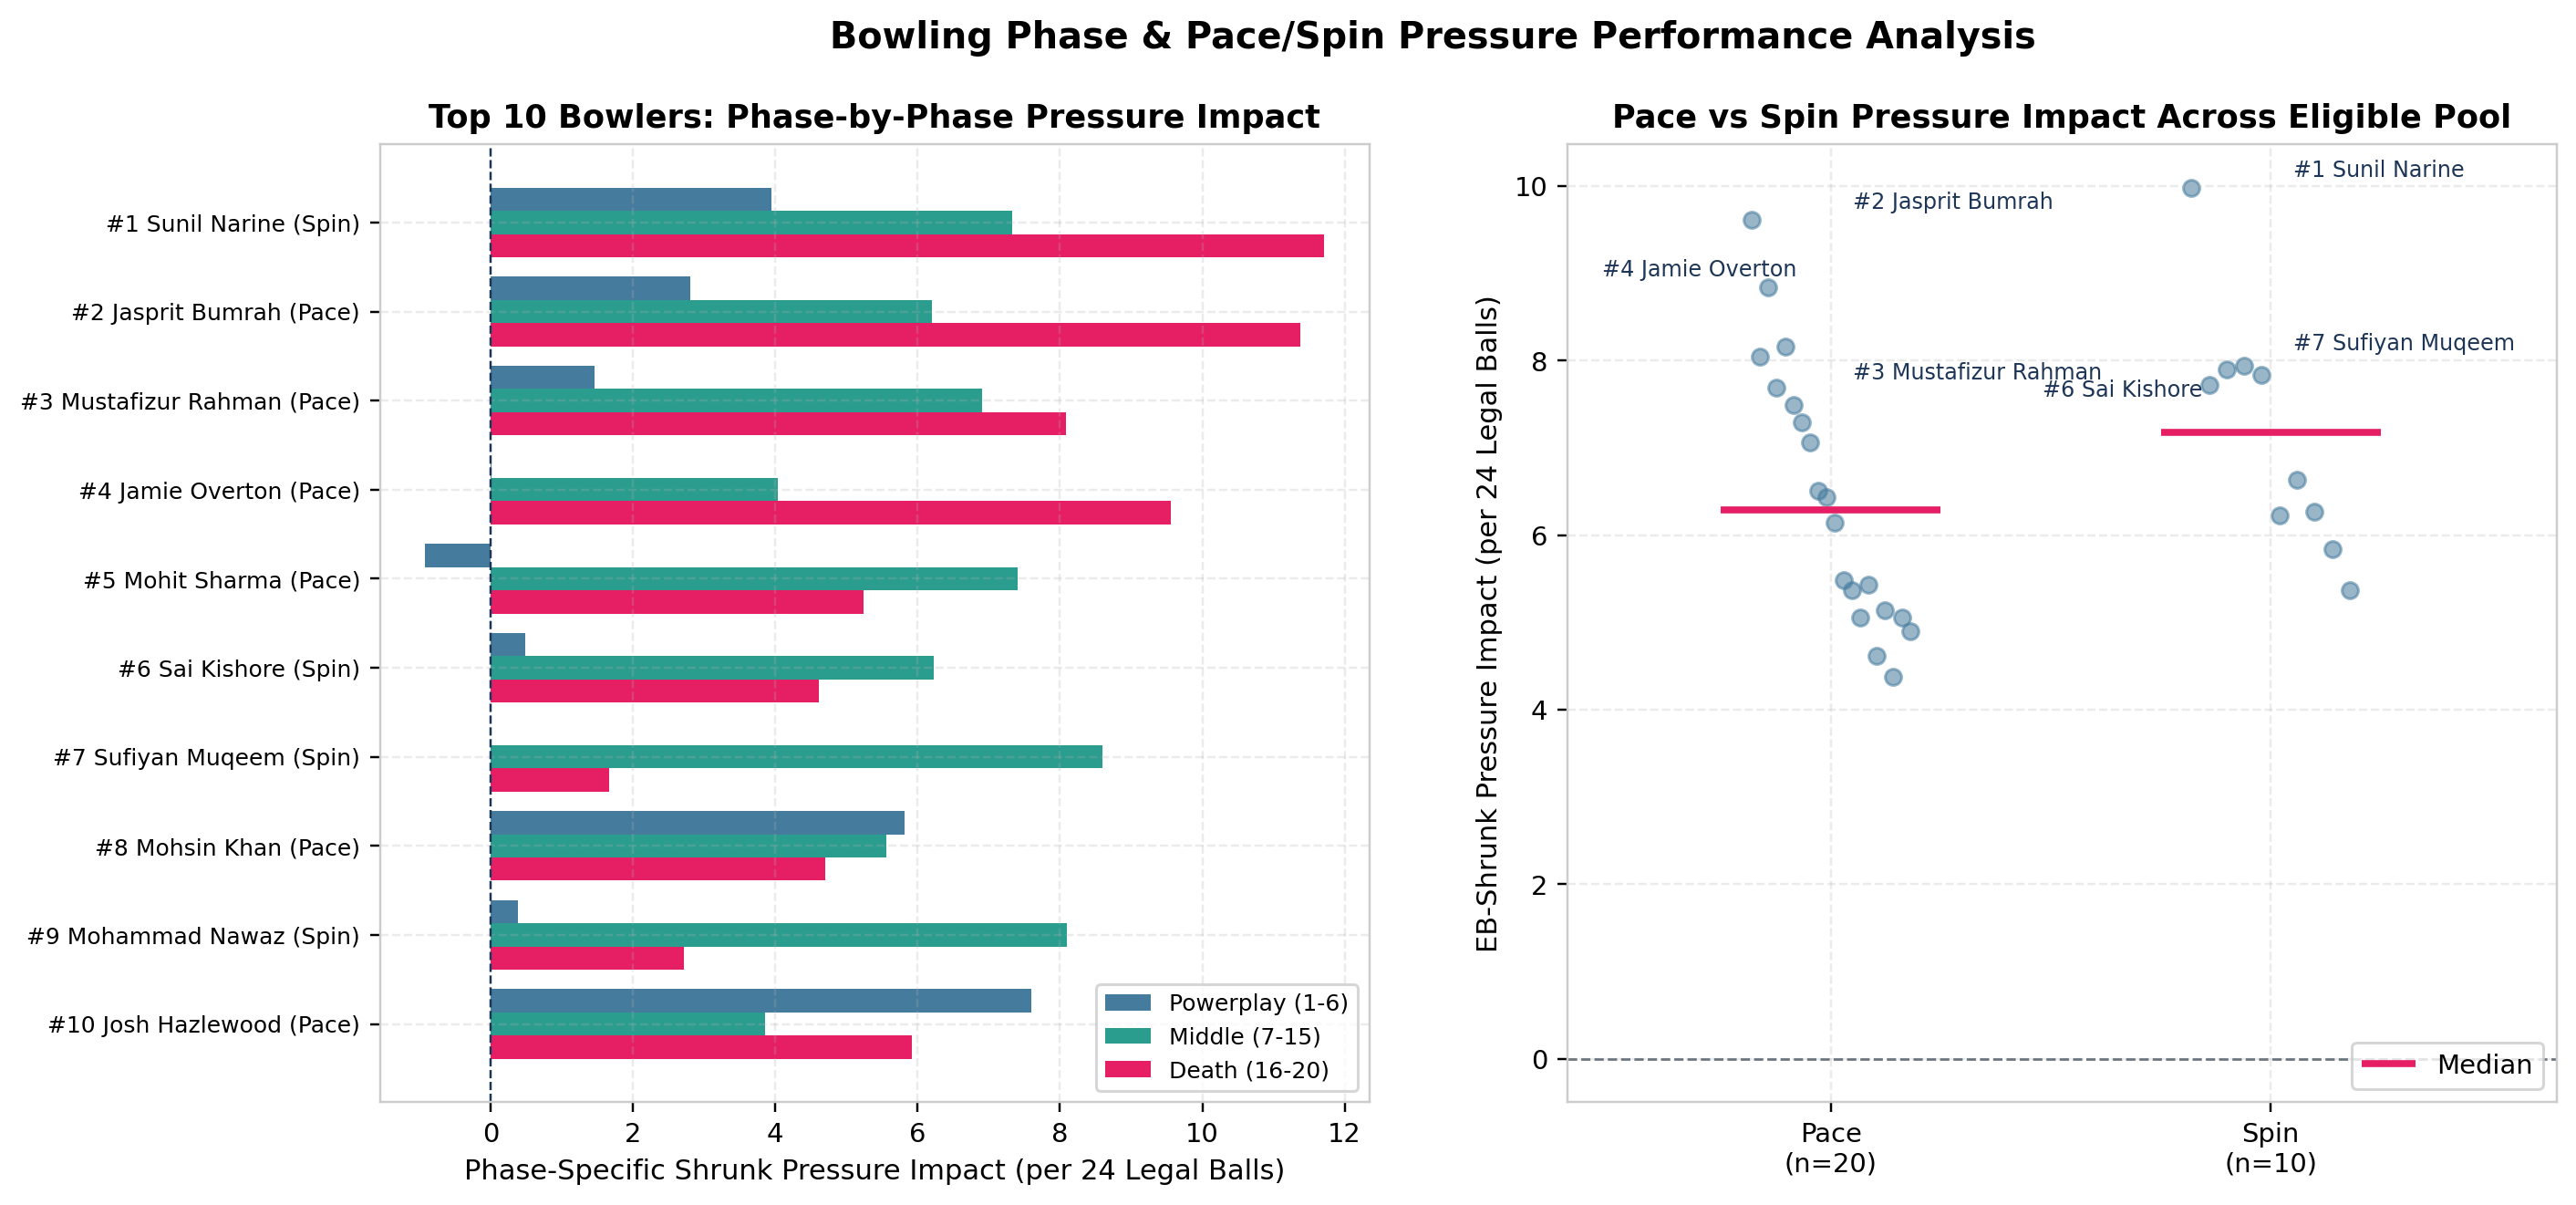 Bowling Phase & Pace/Spin Pressure Performance Analysis
Top 10 Bowlers: Phase-by-Phase Pressure Impact
#1 Sunil Narine (Spin)
#2 Jasprit Bumrah (Pace)
#3 Mustafizur Rahman (Pace)
#4 Jamie Overton (Pace)
#5 Mohit Sharma (Pace)
#6 Sai Kishore (Spin)
#7 Sufiyan Muqeem (Spin)
#8 Mohsin Khan (Pace)
#9 Mohammad Nawaz (Spin)
#10 Josh Hazlewood (Pace)
Powerplay (1-6)
Middle (7-15)
Death (16-20)
0 2 4 6 8 10 12
Phase-Specific Shrunk Pressure Impact (per 24 Legal Balls)
Pace vs Spin Pressure Impact Across Eligible Pool
EB-Shrunk Pressure Impact (per 24 Legal Balls)
10
8
6
4
2
0
#1 Sunil Narine
#2 Jasprit Bumrah
#4 Jamie Overton
#7 Sufiyan Muqeem
#3 Mustafizur Rahman
#6 Sai Kishore
Median
Pace
(n=20)
Spin
(n=10)